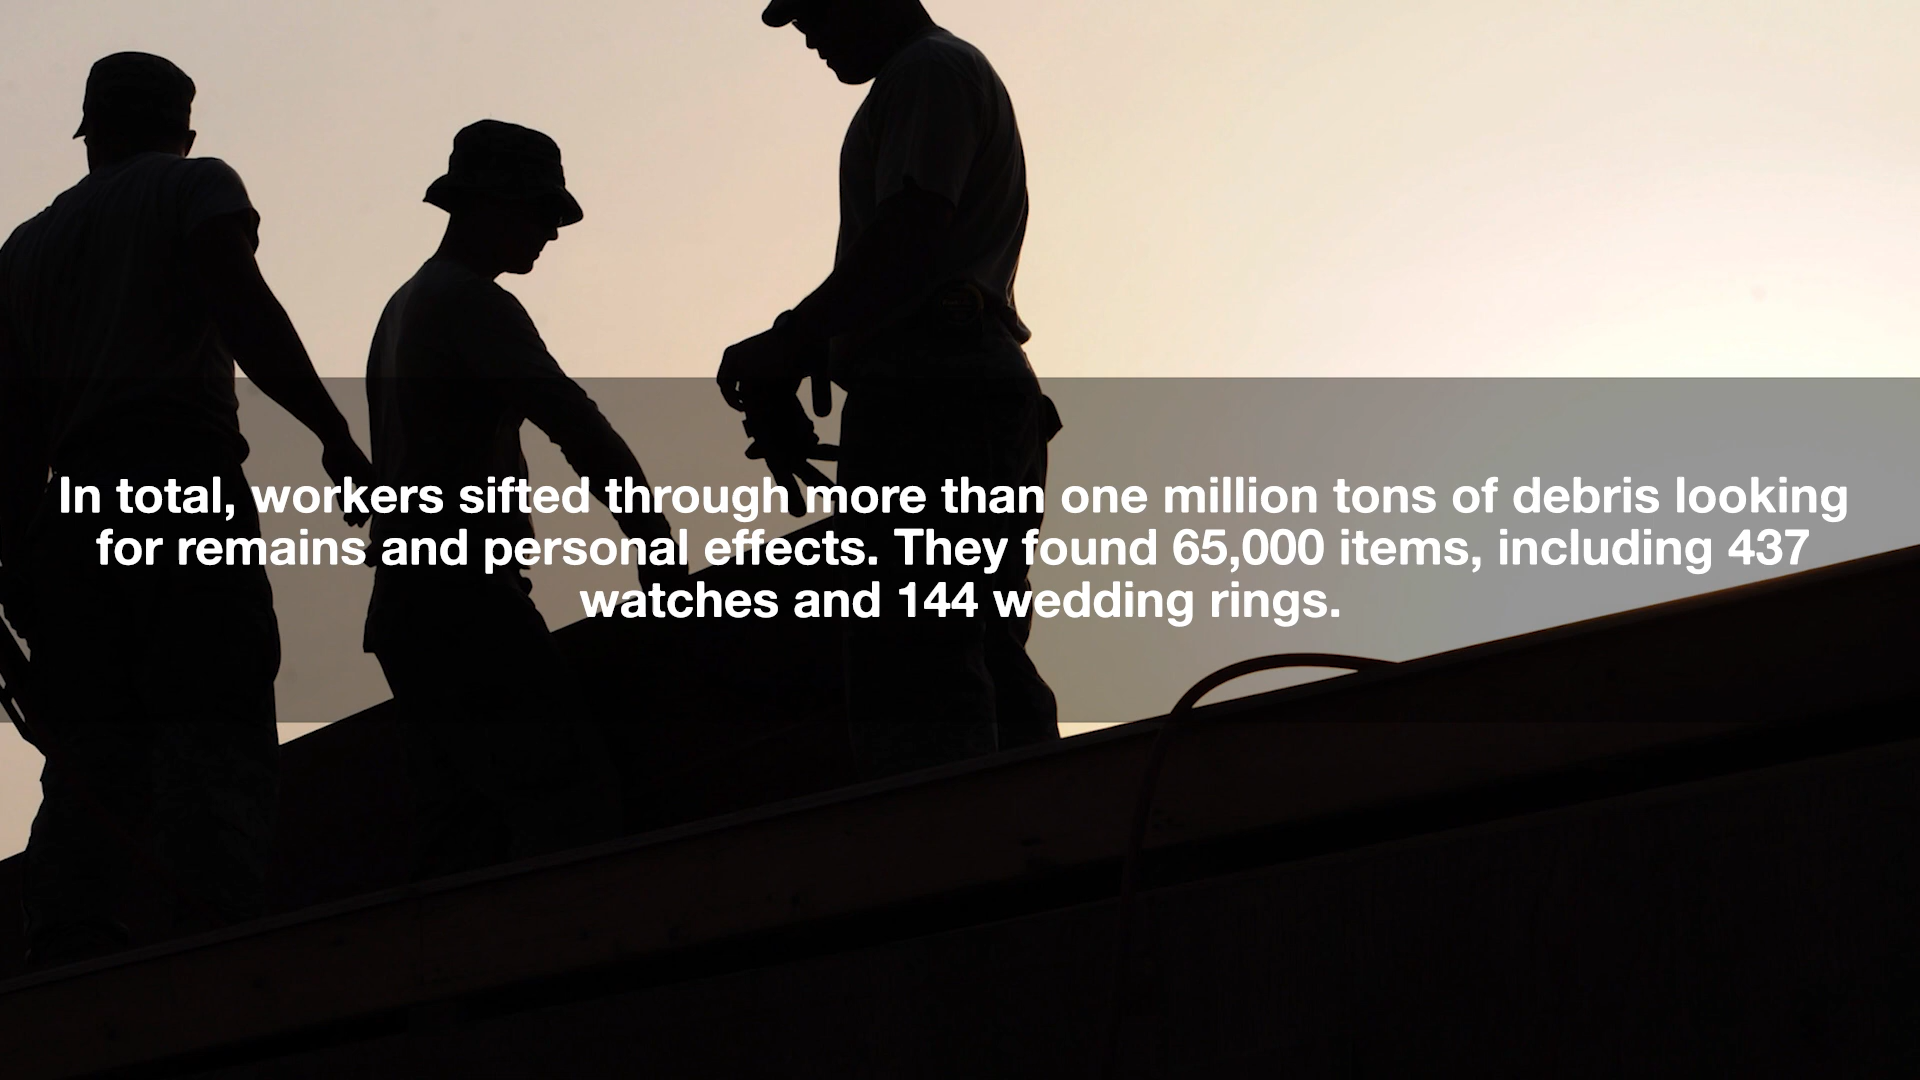 In total, workers sifted through more than one million tons of debris looking
for remains and personal effects. They found 65,000 items, including 437
watches and 144 wedding rings.